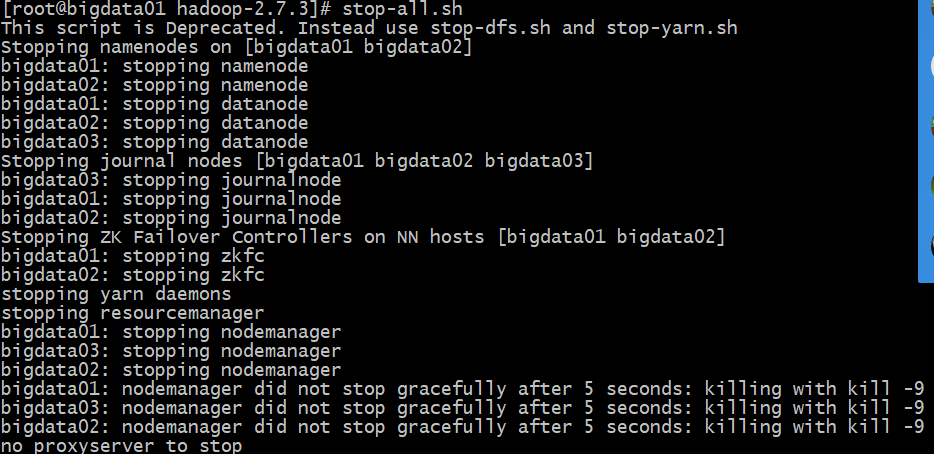 [root@bigdata01 hadoop-2.7.3]# stop-all.sh
This script is Deprecated. Instead use stop-dfs.sh and stop-yarn.sh
Stopping namenodes on [bigdata01 bigdata02]
bigdata01: stopping namenode
bigdata02: stopping namenode
bigdata01: stopping datanode
bigdata02: stopping datanode
bigdata03: stopping datanode
Stopping journal nodes [bigdata01 bigdata02 bigdata03]
bigdata03: stopping journalnode
bigdata01: stopping journalnode
bigdata02: stopping journalnode
Stopping ZK Failover Controllers on NN hosts [bigdata01 bigdata02]
bigdata01: stopping zkfc
bigdata02: stopping zkfc
stopping yarn daemons
stopping resourcemanager
bigdata01: stopping nodemanager
bigdata03: stopping nodemanager
bigdata02: stopping nodemanager
bigdata01: nodemanager did not stop gracefully after 5 seconds: killing with kill -9
bigdata03: nodemanager did not stop gracefully after 5 seconds: killing with kill -9
bigdata02: nodemanager did not stop gracefully after 5 seconds: killing with kill -9
no proxyserver to stop